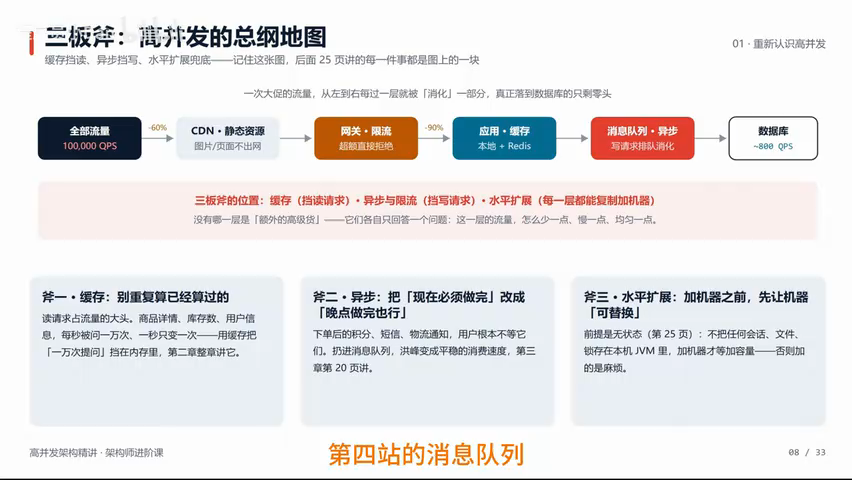 三板斧：高并发的总纲地图
缓存挡读、异步挡写、水平扩展兜底——记住这张图，后面 25 页讲的每一件事都是图上的一块
01 · 重新认识高并发
一次大促的流量，从左到右每过一层就被「消化」一部分，真正落到数据库的只剩零头
全部流量
100,000 QPS
-60%
CDN · 静态资源
图片/页面不出网
网关 · 限流
超额直接拒绝
-90%
应用 · 缓存
本地 + Redis
消息队列 · 异步
写请求排队消化
数据库
~800 QPS
三板斧的位置：缓存（挡读请求）· 异步与限流（挡写请求）· 水平扩展（每一层都能复制加机器）
没有哪一层是「额外的高级货」——它们各自只回答一个问题：这一层的流量，怎么少一点、慢一点、均匀一点。
斧一 · 缓存：别重复算已经算过的
读请求占流量的大头。商品详情、库存数、用户信
息，每秒被问一万次、一秒只变一次——用缓存把
「一万次提问」挡在内存里，第二章整章讲它。
斧二 · 异步：把「现在必须做完」改成
「晚点做完也行」
下单后的积分、短信、物流通知，用户根本不等它
们。扔进消息队列，洪峰变成平稳的消费速度，第三
章第 20 页讲。
斧三 · 水平扩展：加机器之前，先让机器
「可替换」
前提是无状态（第 25 页）：不把任何会话、文件、
锁存在本机 JVM 里，加机器才等加容量——否则加
的是麻烦。
高并发架构精讲 · 架构师进阶课
第四站的消息队列
08 / 33